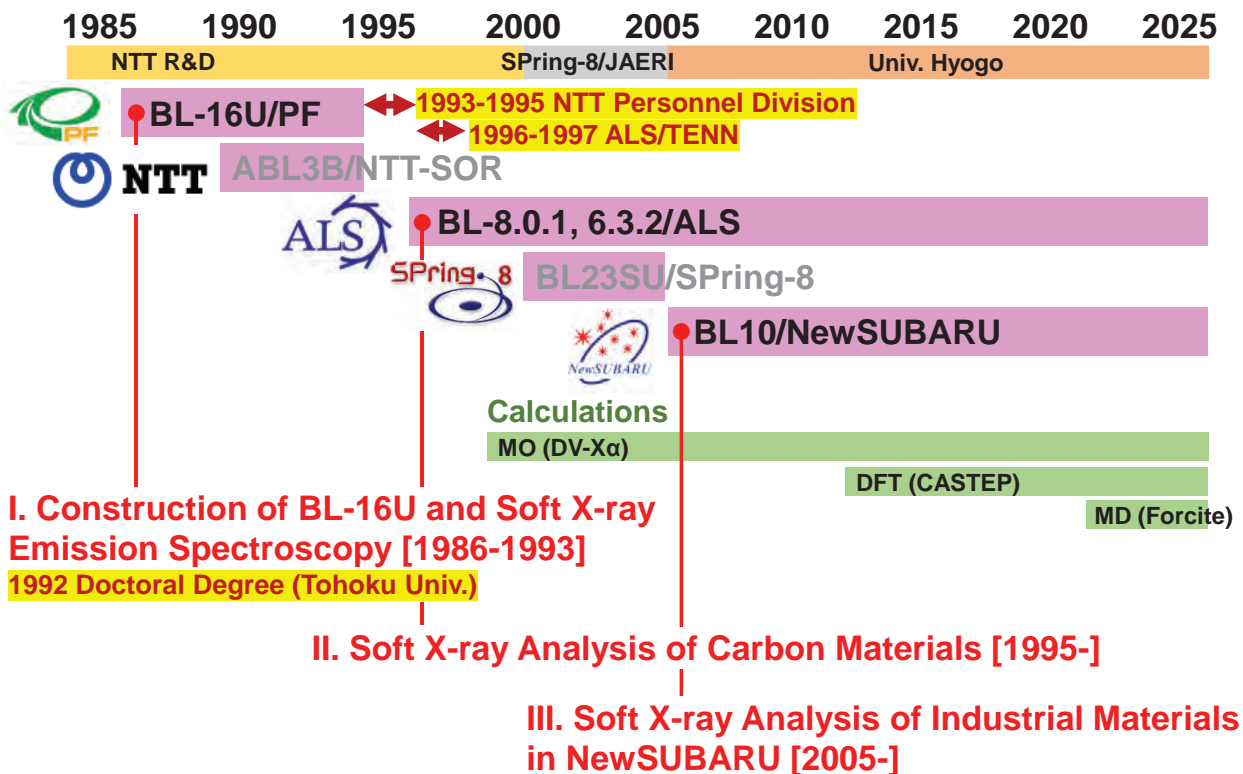 1985 1990 1995 2000 2005 2010 2015 2020 2025
NTT R&D SPring-8/JAERI Univ. Hyogo
PF
BL-16U/PF
1993-1995 NTT Personnel Division
1996-1997 ALS/TENN
NTT
ABL3B/NTT-SOR
ALS
BL-8.0.1, 6.3.2/ALS
SPring-8
BL23SU/SPring-8
NewSUBARU
BL10/NewSUBARU
Calculations
MO (DV-Xα)
DFT (CASTEP)
MD (Forcite)
I. Construction of BL-16U and Soft X-ray
Emission Spectroscopy [1986-1993]
1992 Doctoral Degree (Tohoku Univ.)
II. Soft X-ray Analysis of Carbon Materials [1995-]
III. Soft X-ray Analysis of Industrial Materials
in NewSUBARU [2005-]